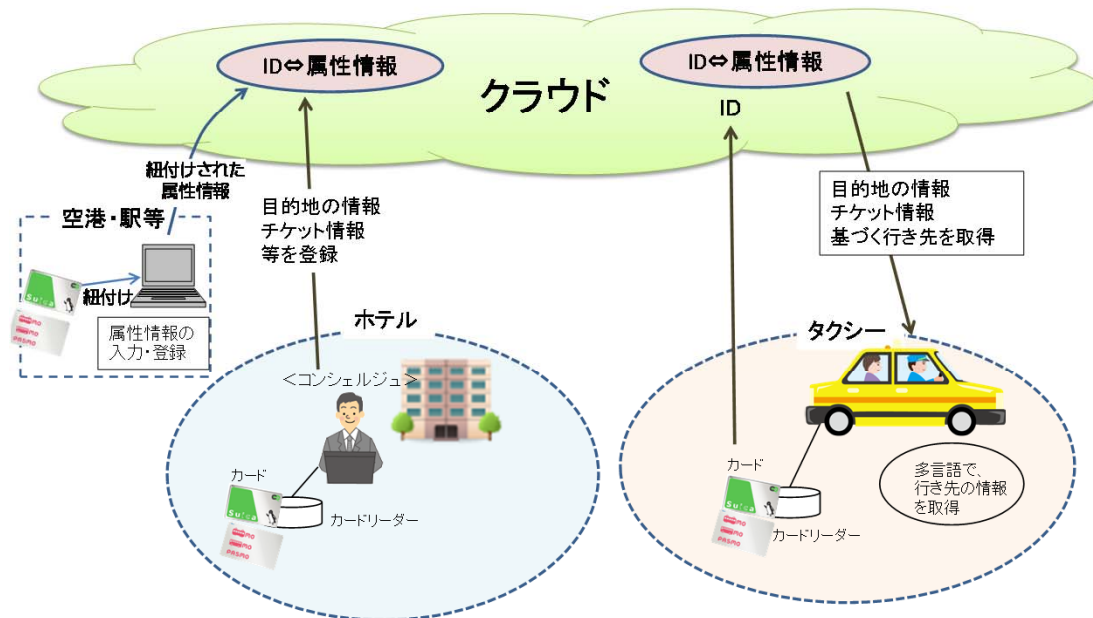 ID⇔属性情報
ID⇔属性情報
クラウド
ID
紐付けされた
属性情報
目的地の情報
チケット情報
等を登録
目的地の情報
チケット情報
基づく行き先を取得
空港・駅等
Suica
紐付け
PASMO
属性情報の
入力・登録
ホテル
<コンシェルジュ>
カード
Suica
カードリーダー
PASMO
タクシー
カード
Suica
カードリーダー
PASMO
多言語で、
行き先の情報
を取得